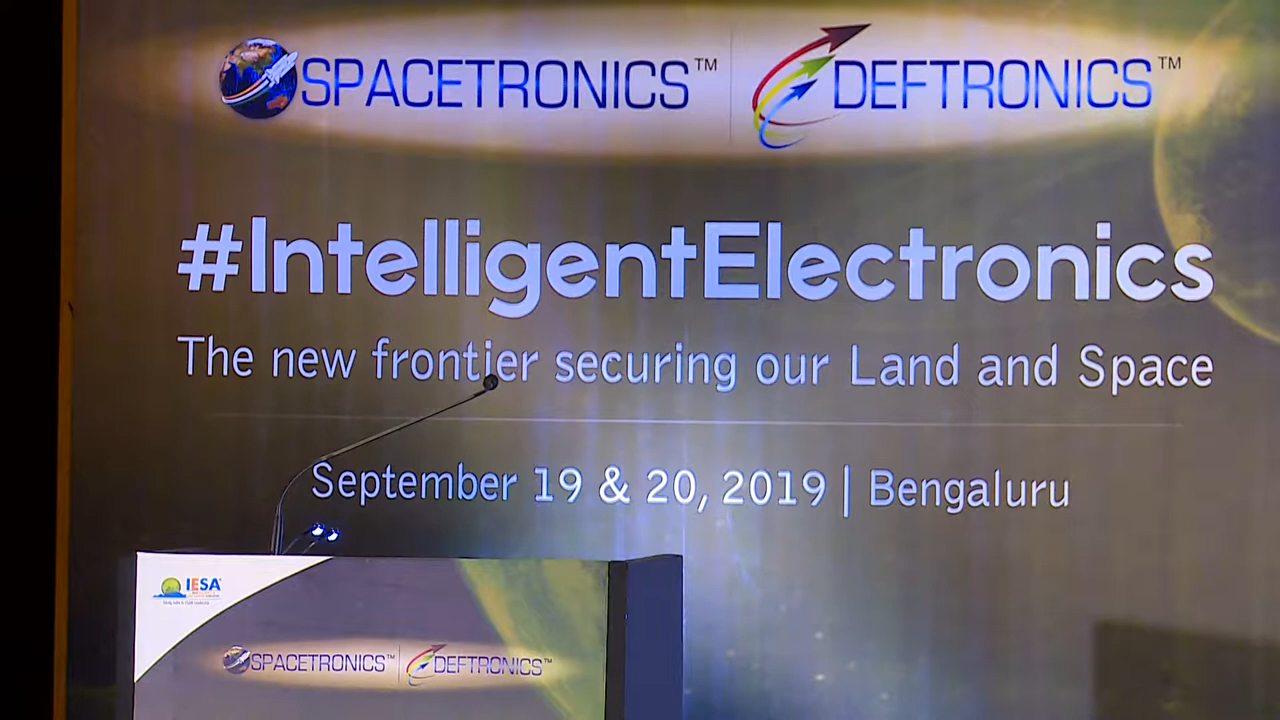 SPACETRONICS™ DEFTRONICS™
#IntelligentElectronics
The new frontier securing our Land and Space
September 19 & 20, 2019 | Bengaluru
IESA
SPACETRONICS™ DEFTRONICS™